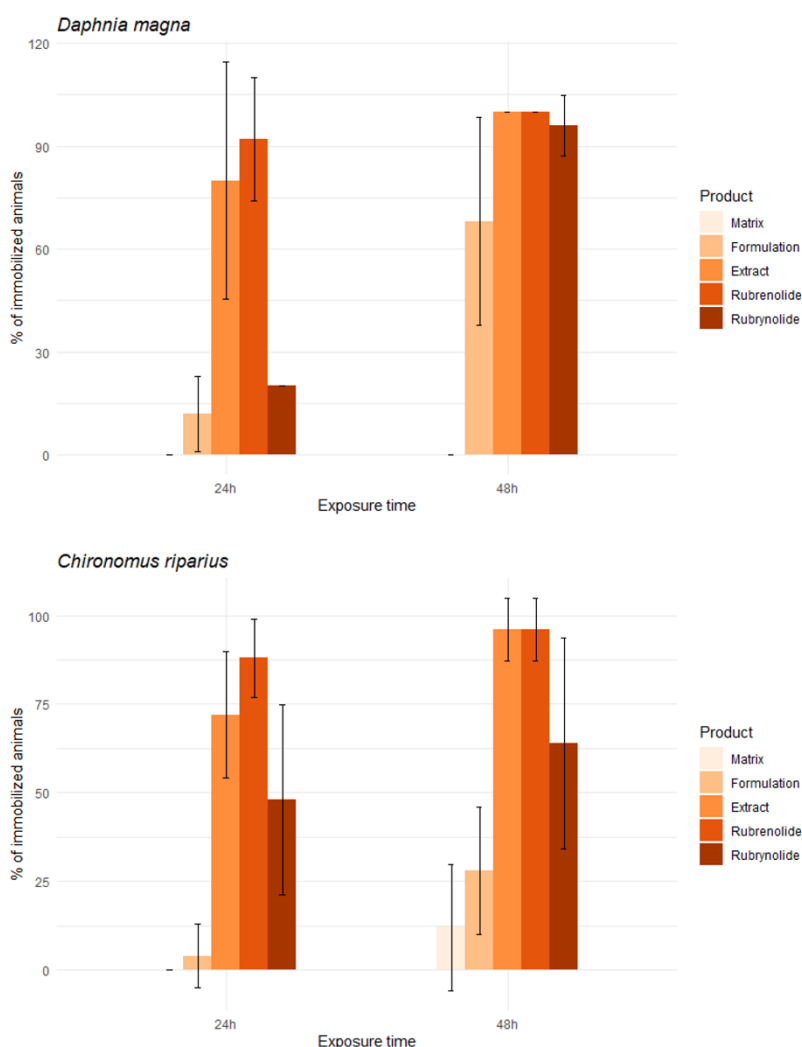 Daphnia magna
120
90
60
30
0
% of immobilized animals
24h
48h
Exposure time
Product
Matrix
Formulation
Extract
Rubrenolide
Rubrynolide
Chironomus riparius
100
75
50
25
0
% of immobilized animals
24h
48h
Exposure time
Product
Matrix
Formulation
Extract
Rubrenolide
Rubrynolide